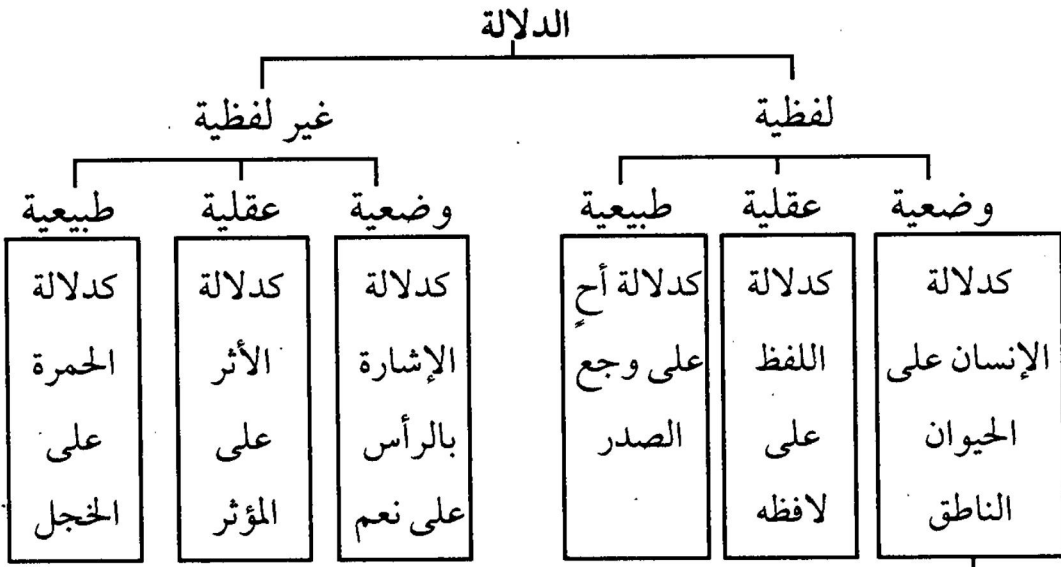 الدلالة
لفظية
غير لفظية
وضعية
كدلالة
الإنسان على
الحيوان
الناطق
عقلية
كدلالة
اللفظ
على
لافظه
طبيعية
كدلالة أحٍ
على وجع
الصدر
وضعية
كدلالة
الإشارة
بالرأس
على نعم
عقلية
كدلالة
الأثر
على
المؤثر
طبيعية
كدلالة
الحمرة
على
الخجل